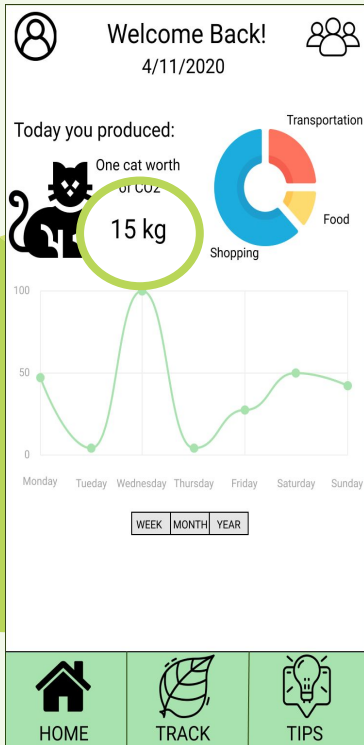 Welcome Back!
4/11/2020
Today you produced:
One cat worth
of CO2
15 kg
Transportation
Food
Shopping
100
50
0
Monday Tueday Wednesday Thursday Friday Saturday Sunday
WEEK MONTH YEAR
HOME TRACK TIPS